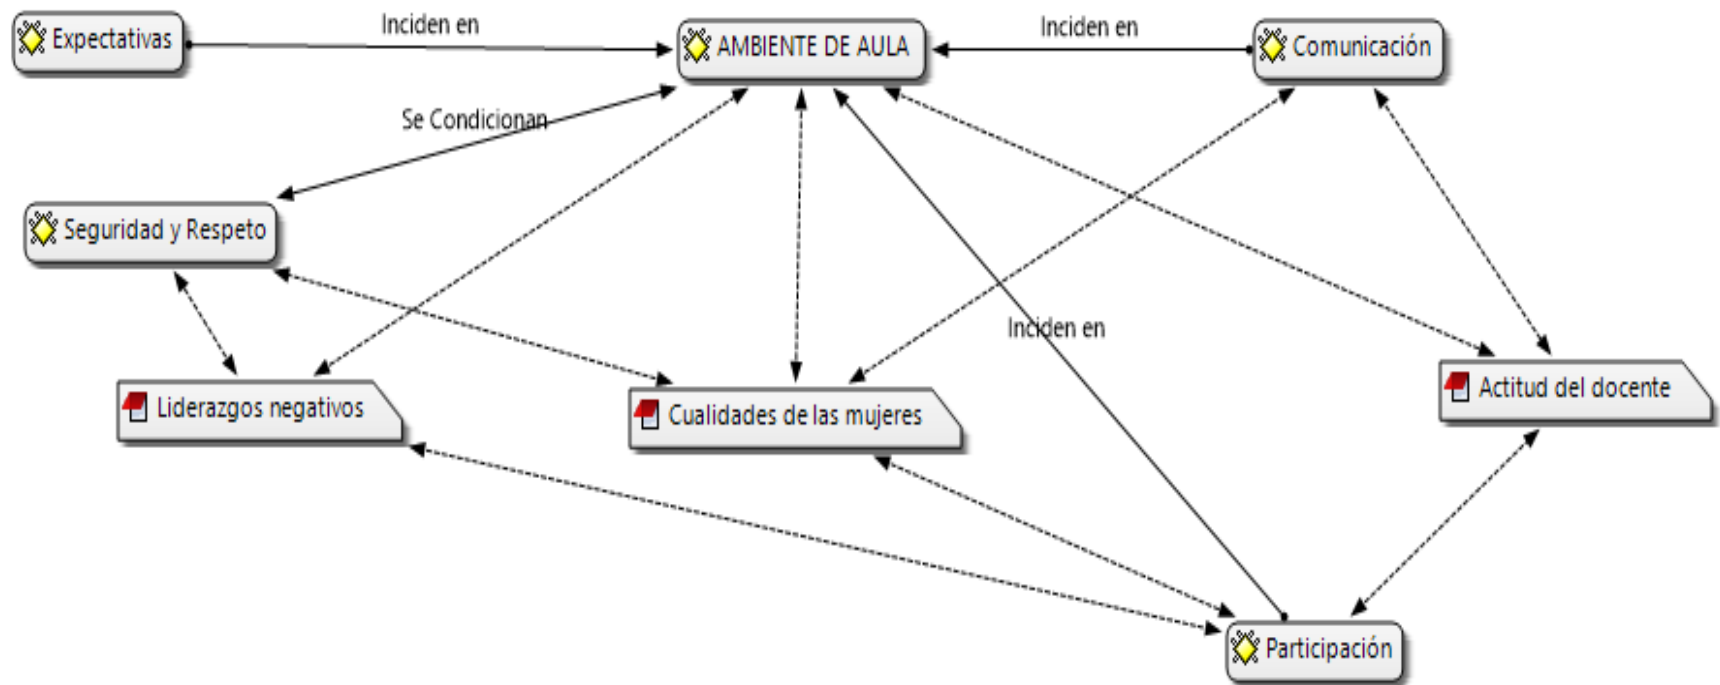 Expectativas
Inciden en
AMBIENTE DE AULA
Inciden en
Comunicación
Se Condicionan
Seguridad y Respeto
Inciden en
Liderazgos negativos
Cualidades de las mujeres
Actitud del docente
Participación